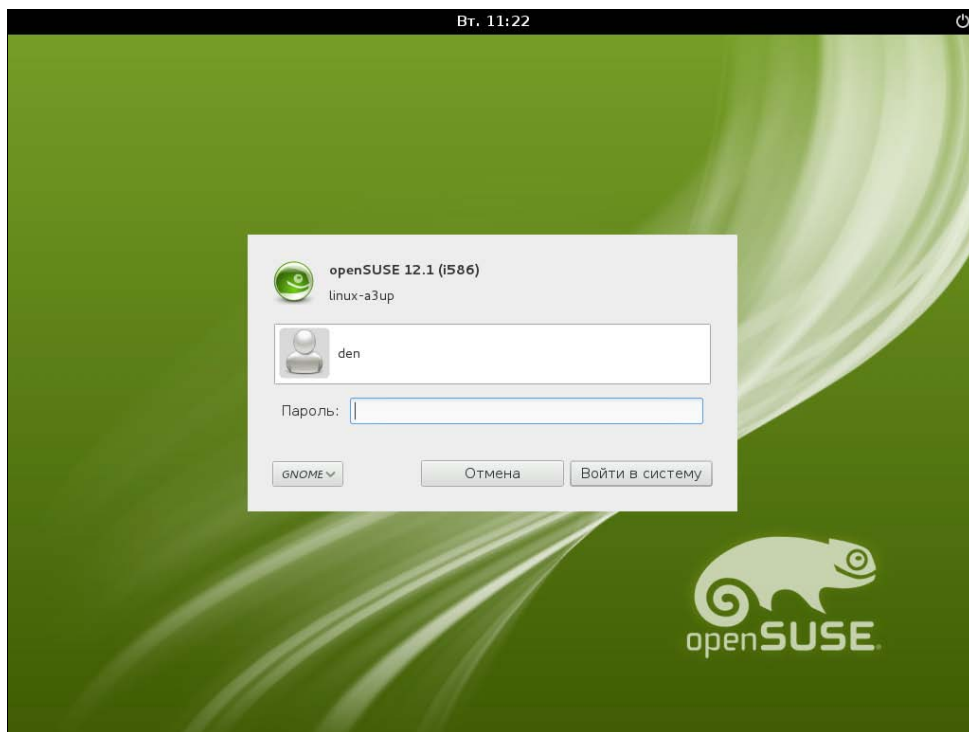 Вт. 11:22
openSUSE 12.1 (i586)
linux-a3up
den
Пароль:
GNOME
Отмена
Войти в систему
openSUSE